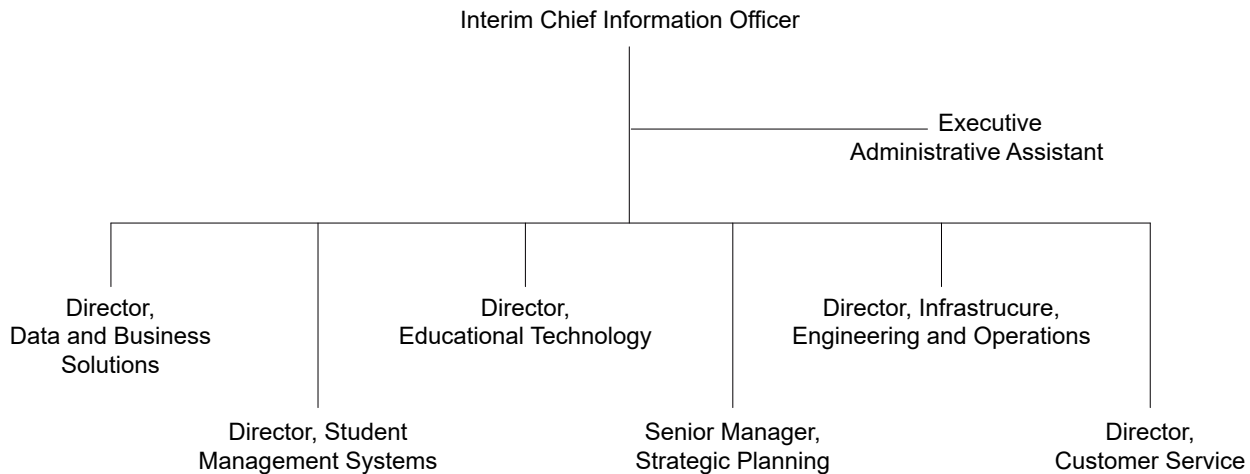 Interim Chief Information Officer
Executive
Administrative Assistant
Director,
Data and Business
Solutions
Director,
Educational Technology
Director, Infrastrucure,
Engineering and Operations
Director, Student
Management Systems
Senior Manager,
Strategic Planning
Director,
Customer Service